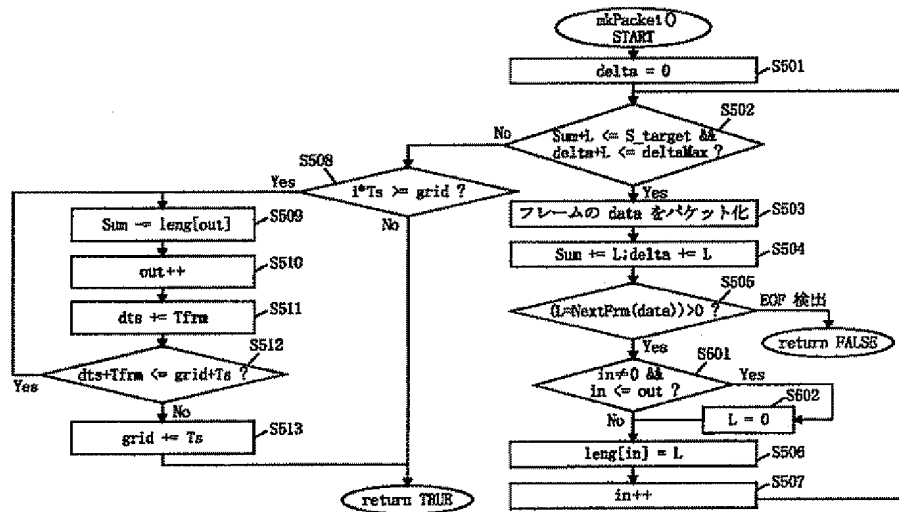 mkPacket()
START
delta = 0
S501
S502
Sum+L <= S_target &&
delta+L <= deltaMax ?
No
Yes
フレームの data をパケット化
S503
Sum += L;delta += L
S504
S505
(L=NextFrm(data))>0 ?
EOF 検出
return FALSE
Yes
S601
in≠0 &&
in <= out ?
Yes
S602
L = 0
No
leng[in] = L
S506
in++
S507
S508
i*Ts >= grid ?
Yes
No
Sum -= leng[out]
S509
out++
S510
dts += Tfrm
S511
S512
dts+Tfrm <= grid+Ts ?
Yes
No
grid += Ts
S513
return TRUE